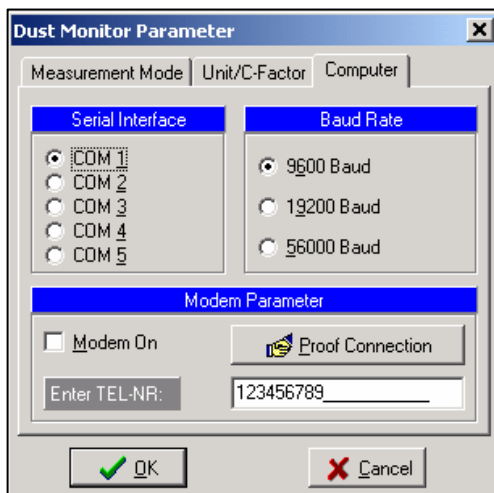 Dust Monitor Parameter
Measurement Mode Unit/C-Factor Computer
Serial Interface
COM 1
COM 2
COM 3
COM 4
COM 5
Baud Rate
9600 Baud
19200 Baud
56000 Baud
Modem Parameter
Modem On
Proof Connection
Enter TEL-NR:
123456789___________
OK
Cancel